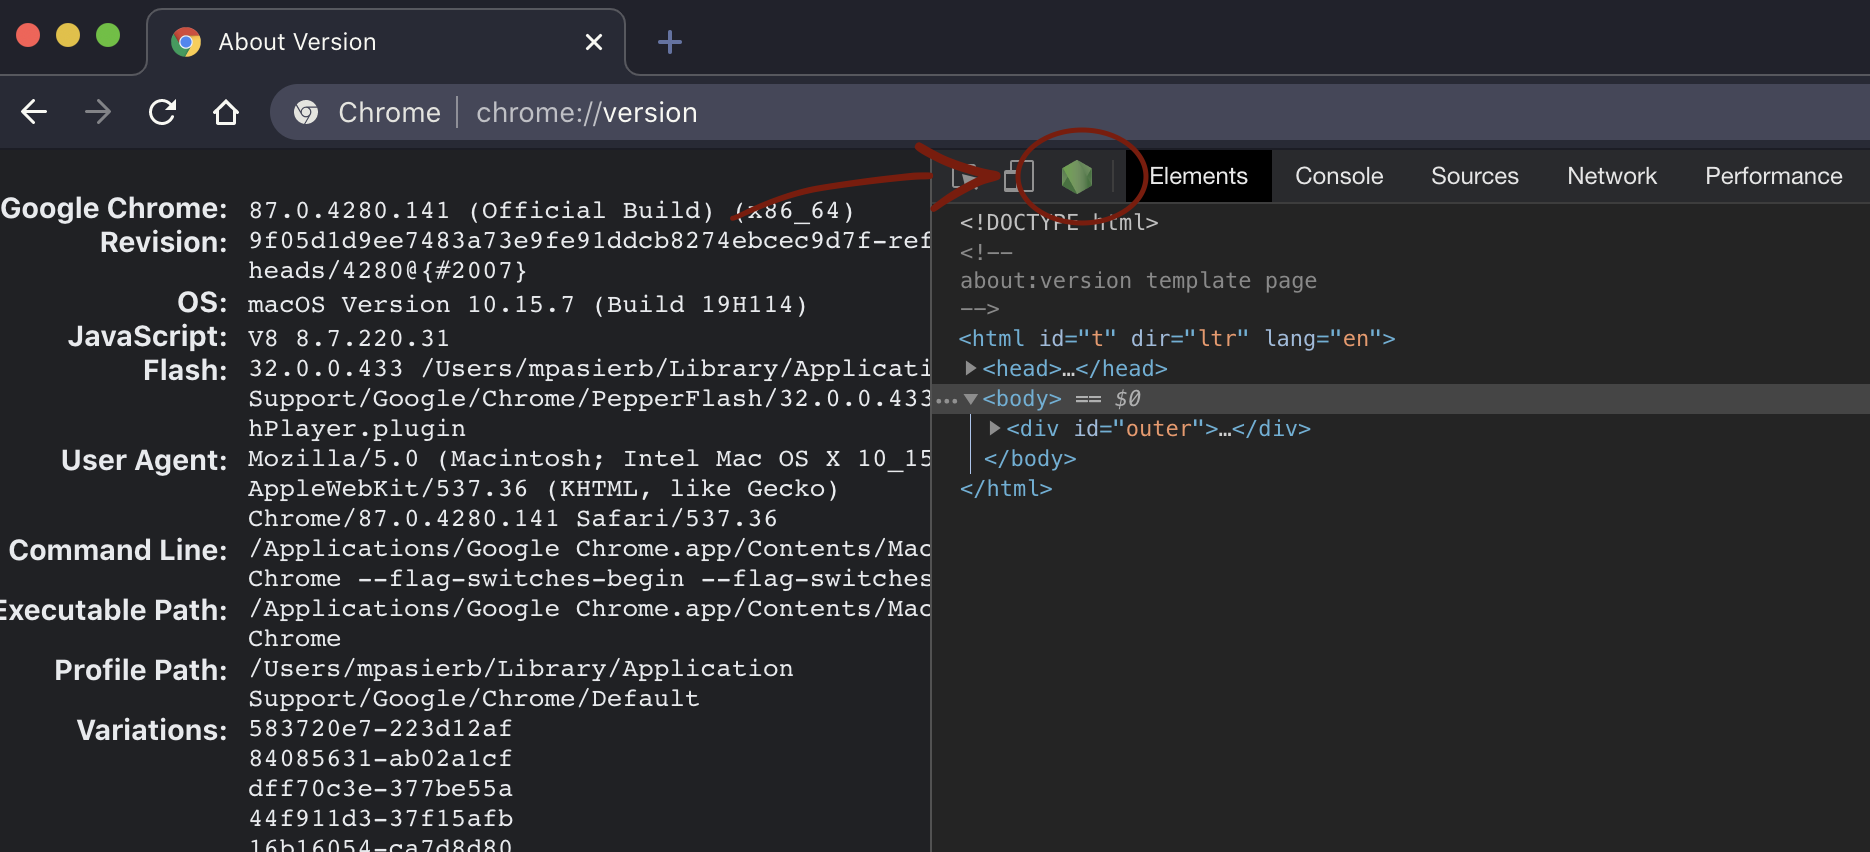 About Version
Chrome | chrome://version
Elements Console Sources Network Performance
Google Chrome: 87.0.4280.141 (Official Build) (x86_64)
Revision: 9f05d1d9ee7483a73e9fe91ddcb8274ebcec9d7f-ref
heads/4280@{#2007}
OS: macOS Version 10.15.7 (Build 19H114)
JavaScript: V8 8.7.220.31
Flash: 32.0.0.433 /Users/mpasierb/Library/Applicati
Support/Google/Chrome/PepperFlash/32.0.0.433
hPlayer.plugin
User Agent: Mozilla/5.0 (Macintosh; Intel Mac OS X 10_15
AppleWebKit/537.36 (KHTML, like Gecko)
Chrome/87.0.4280.141 Safari/537.36
Command Line: /Applications/Google Chrome.app/Contents/Mac
Chrome --flag-switches-begin --flag-switches
Executable Path: /Applications/Google Chrome.app/Contents/Mac
Chrome
Profile Path: /Users/mpasierb/Library/Application
Support/Google/Chrome/Default
Variations: 583720e7-223d12af
84085631-ab02a1cf
dff70c3e-377be55a
44f911d3-37f15afb
16b16054-ca7d8d80
<!DOCTYPE html>
<!--
about:version template page
-->
<html id="t" dir="ltr" lang="en">
<head>…</head>
<body> == $0
<div id="outer">…</div>
</body>
</html>